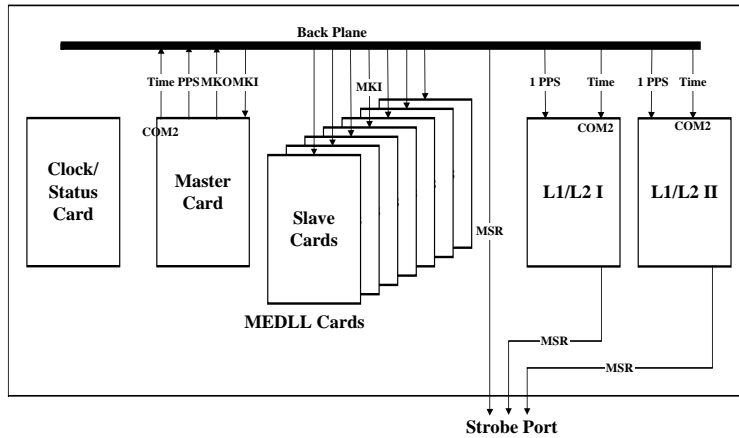 Back Plane
Time PPS MKO MKI
MKI
1 PPS
Time
1 PPS
Time
COM2
COM2
COM2
Clock/
Status
Card
Master
Card
Slave
Cards
L1/L2 I
L1/L2 II
MSR
MEDLL Cards
MSR
MSR
Strobe Port